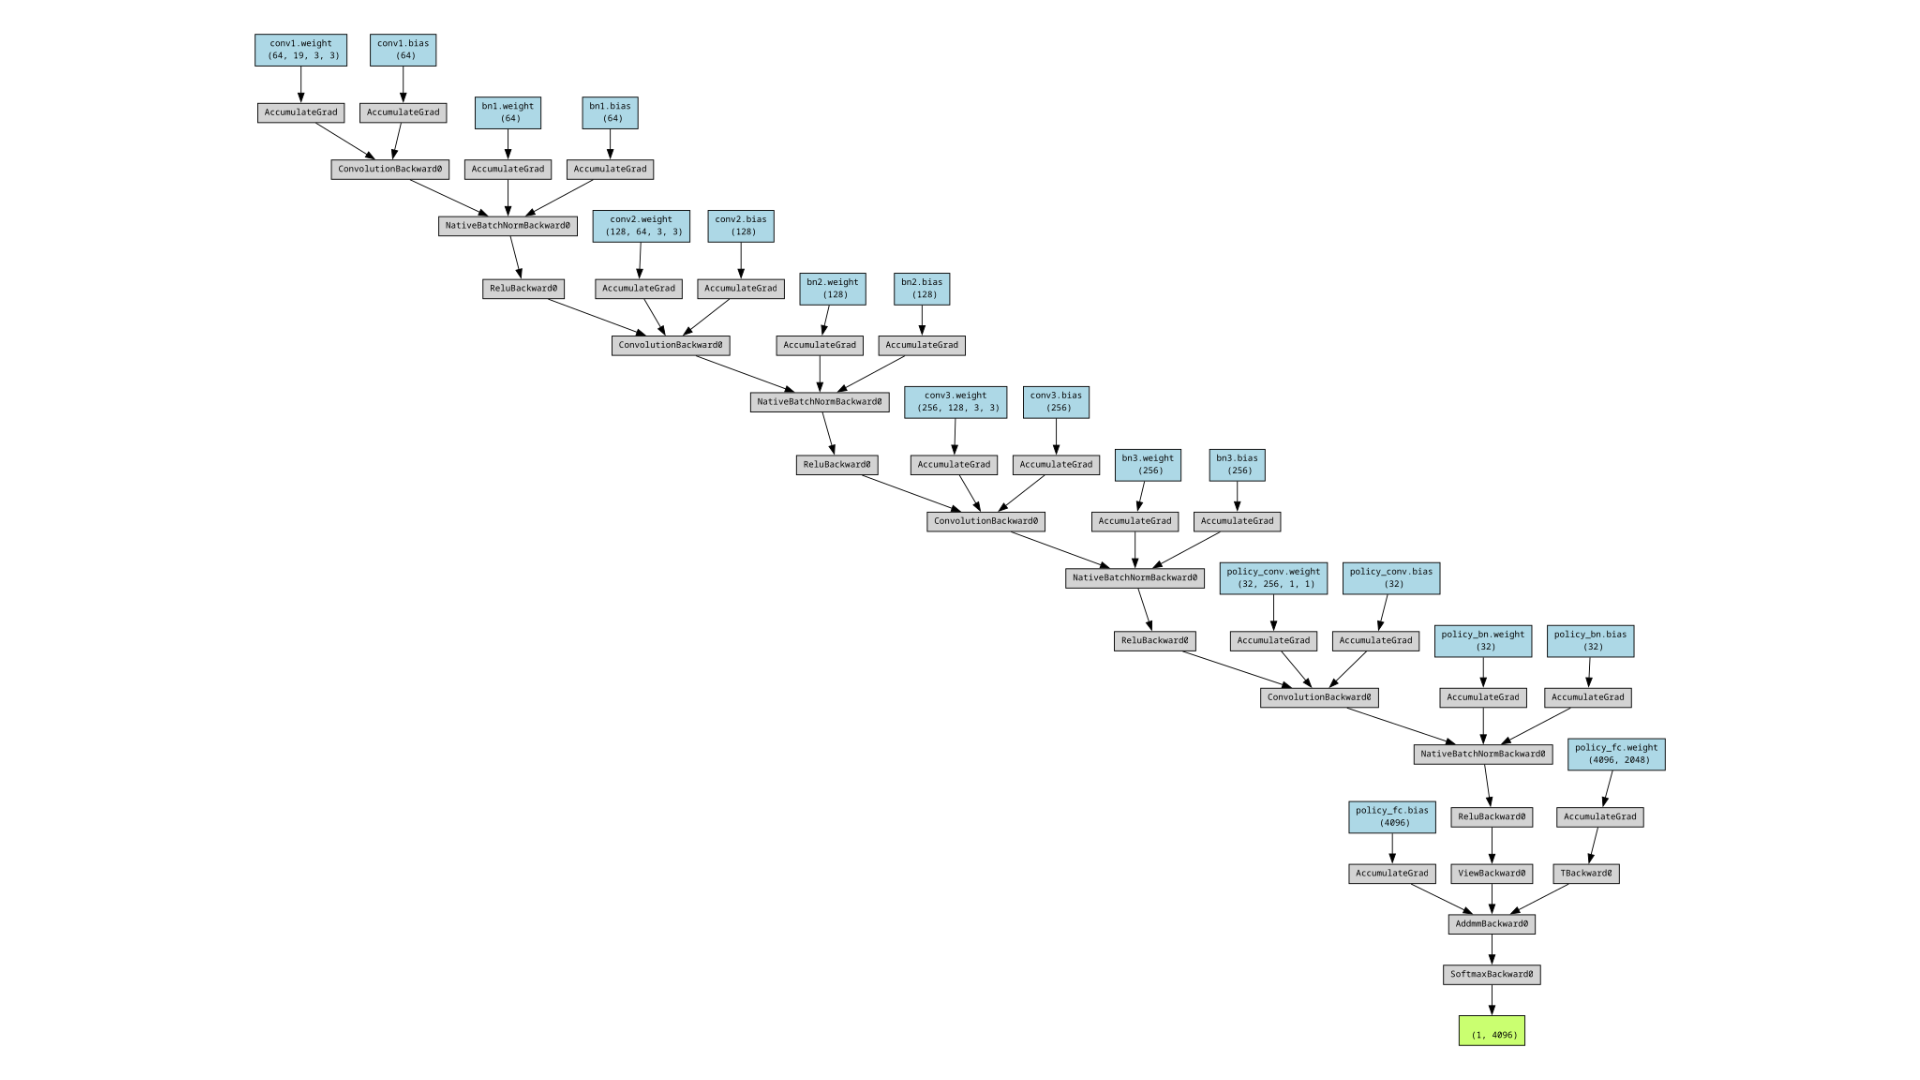 conv1.weight
(64, 19, 3, 3)
conv1.bias
(64)
AccumulateGrad
AccumulateGrad
bn1.weight
(64)
bn1.bias
(64)
ConvolutionBackward0
AccumulateGrad
AccumulateGrad
NativeBatchNormBackward0
conv2.weight
(128, 64, 3, 3)
conv2.bias
(128)
ReluBackward0
AccumulateGrad
AccumulateGrad
bn2.weight
(128)
bn2.bias
(128)
ConvolutionBackward0
AccumulateGrad
AccumulateGrad
NativeBatchNormBackward0
conv3.weight
(256, 128, 3, 3)
conv3.bias
(256)
ReluBackward0
AccumulateGrad
AccumulateGrad
bn3.weight
(256)
bn3.bias
(256)
ConvolutionBackward0
AccumulateGrad
AccumulateGrad
NativeBatchNormBackward0
policy_conv.weight
(32, 256, 1, 1)
policy_conv.bias
(32)
ReluBackward0
AccumulateGrad
AccumulateGrad
policy_bn.weight
(32)
policy_bn.bias
(32)
ConvolutionBackward0
AccumulateGrad
AccumulateGrad
NativeBatchNormBackward0
policy_fc.weight
(4096, 2048)
policy_fc.bias
(4096)
ReluBackward0
AccumulateGrad
AccumulateGrad
ViewBackward0
TBackward0
AddmmBackward0
SoftmaxBackward0
(1, 4096)